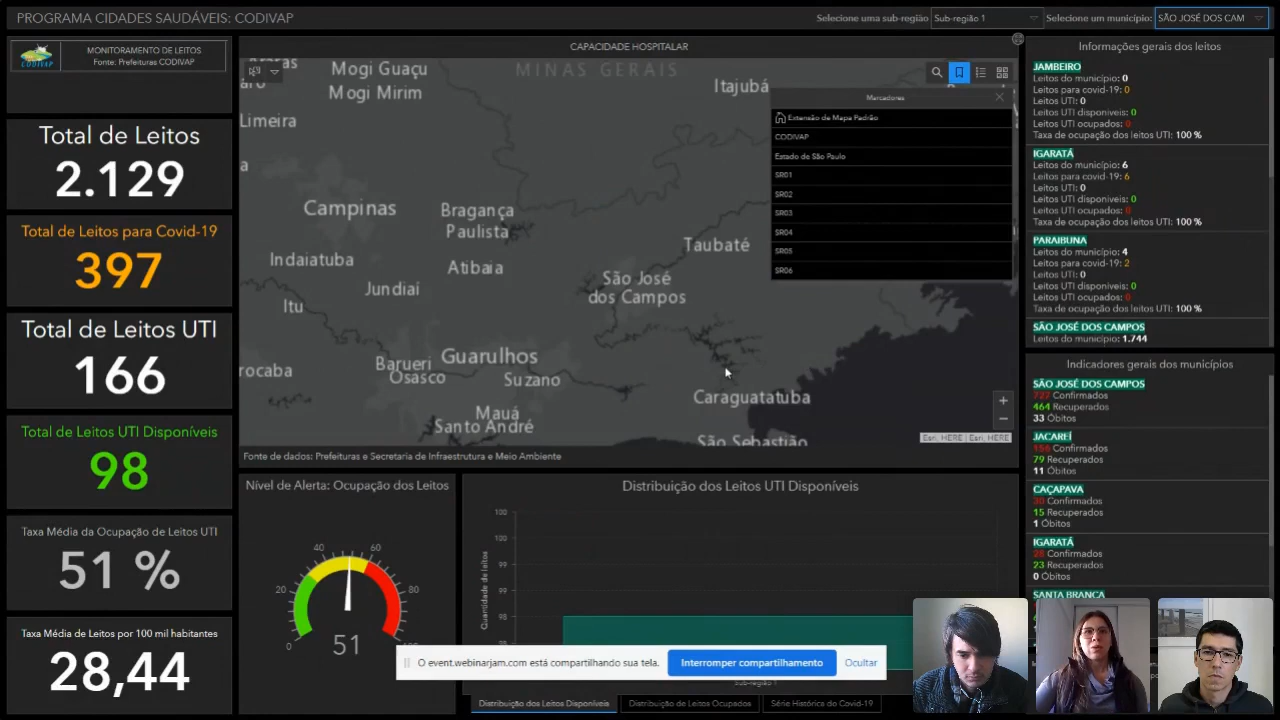 PROGRAMA CIDADES SAUDÁVEIS: CODIVAP
Selecione uma sub-região
Sub-região 1
Selecione um município:
SÃO JOSÉ DOS CAM
CODIVAP
MONITORAMENTO DE LEITOS
Fonte: Prefeituras CODIVAP
Total de Leitos
2.129
Total de Leitos para Covid-19
397
Total de Leitos UTI
166
Total de Leitos UTI Disponíveis
98
Taxa Média da Ocupação de Leitos UTI
51 %
Taxa Média de Leitos por 100 mil habitantes
28,44
CAPACIDADE HOSPITALAR
Mogi Guaçu
Mogi Mirim
MINAS GERAIS
Itajubá
Limeira
Campinas
Bragança
Paulista
Taubaté
Indaiatuba
Atibaia
São José
dos Campos
Jundiaí
Itu
Guarulhos
Barueri
Osasco
Suzano
Mauá
Santo André
Caraguatatuba
São Sebastião
Marcadores
Extensão de Mapa Padrão
CODIVAP
Estado de São Paulo
SR01
SR02
SR03
SR04
SR05
SR06
+
−
Esri, HERE | Esri, HERE
Fonte de dados: Prefeituras e Secretaria de Infraestrutura e Meio Ambiente
Nível de Alerta: Ocupação dos Leitos
0
20
40
60
80
51
Distribuição dos Leitos UTI Disponíveis
Quantidade de leitos
100
100
99
99
98
98
sub-região 1
Distribuição dos Leitos Disponíveis
Distribuição de Leitos Ocupados
Série Histórica do Covid-19
O event.webinarjam.com está compartilhando sua tela.
Interromper compartilhamento
Ocultar
Informações gerais dos leitos
JAMBEIRO
Leitos do município: 0
Leitos para covid-19: 0
Leitos UTI: 0
Leitos UTI disponíveis: 0
Leitos UTI ocupados: 0
Taxa de ocupação dos leitos UTI: 100 %
IGARATÁ
Leitos do município: 6
Leitos para covid-19: 6
Leitos UTI: 0
Leitos UTI disponíveis: 0
Leitos UTI ocupados: 0
Taxa de ocupação dos leitos UTI: 100 %
PARAIBUNA
Leitos do município: 4
Leitos para covid-19: 2
Leitos UTI: 0
Leitos UTI disponíveis: 0
Leitos UTI ocupados: 0
Taxa de ocupação dos leitos UTI: 100 %
SÃO JOSÉ DOS CAMPOS
Leitos do município: 1.744
Indicadores gerais dos municípios
SÃO JOSÉ DOS CAMPOS
727 Confirmados
464 Recuperados
33 Óbitos
JACAREÍ
Confirmados
79 Recuperados
11 Óbitos
CAÇAPAVA
Confirmados
15 Recuperados
1 Óbitos
IGARATÁ
Confirmados
23 Recuperados
0 Óbitos
SANTA BRANCA